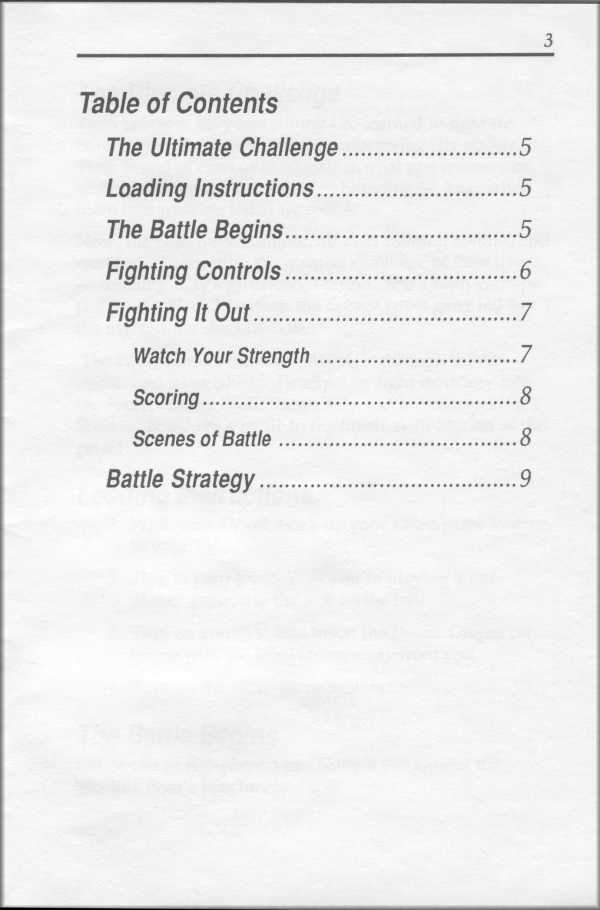 3
Table of Contents
The Ultimate Challenge............................5
Loading Instructions................................5
The Battle Begins.....................................5
Fighting Controls.....................................6
Fighting It Out..........................................7
Watch Your Strength ................................7
Scoring..................................................8
Scenes of Battle ......................................8
Battle Strategy.........................................9